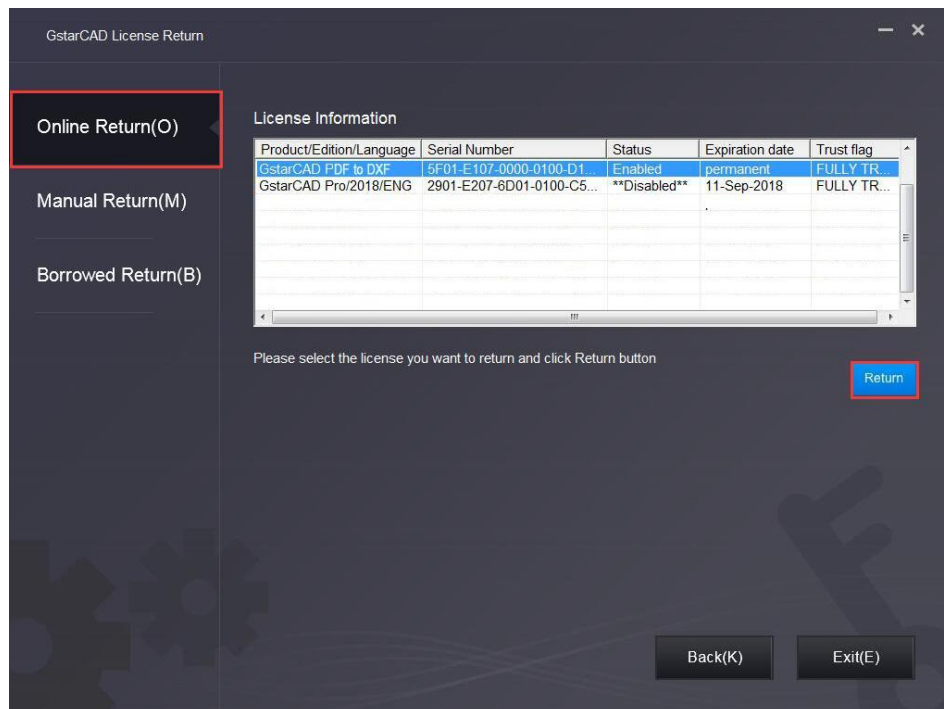 GstarCAD License Return
Online Return(O)
Manual Return(M)
Borrowed Return(B)
License Information
Product/Edition/Language Serial Number Status Expiration date Trust flag
GstarCAD PDF to DXF 5F01-E107-0000-0100-D1... Enabled permanent FULLY TR...
GstarCAD Pro/2018/ENG 2901-E207-6D01-0100-C5... **Disabled** 11-Sep-2018 FULLY TR...
Please select the license you want to return and click Return button
Return
Back(K) Exit(E)